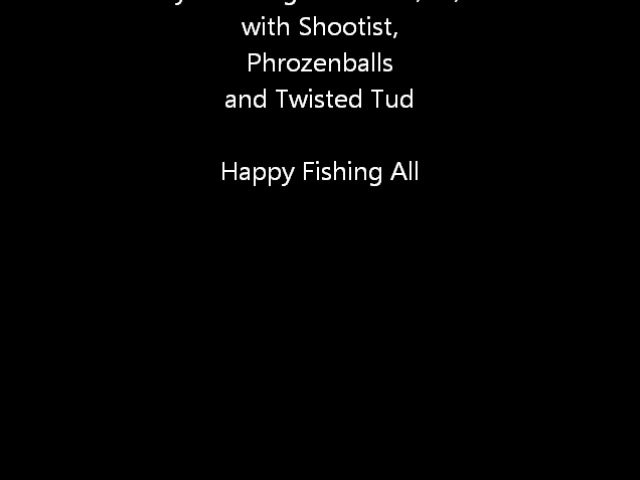 with Shootist,
Phrozenballs
and Twisted Tud
Happy Fishing All